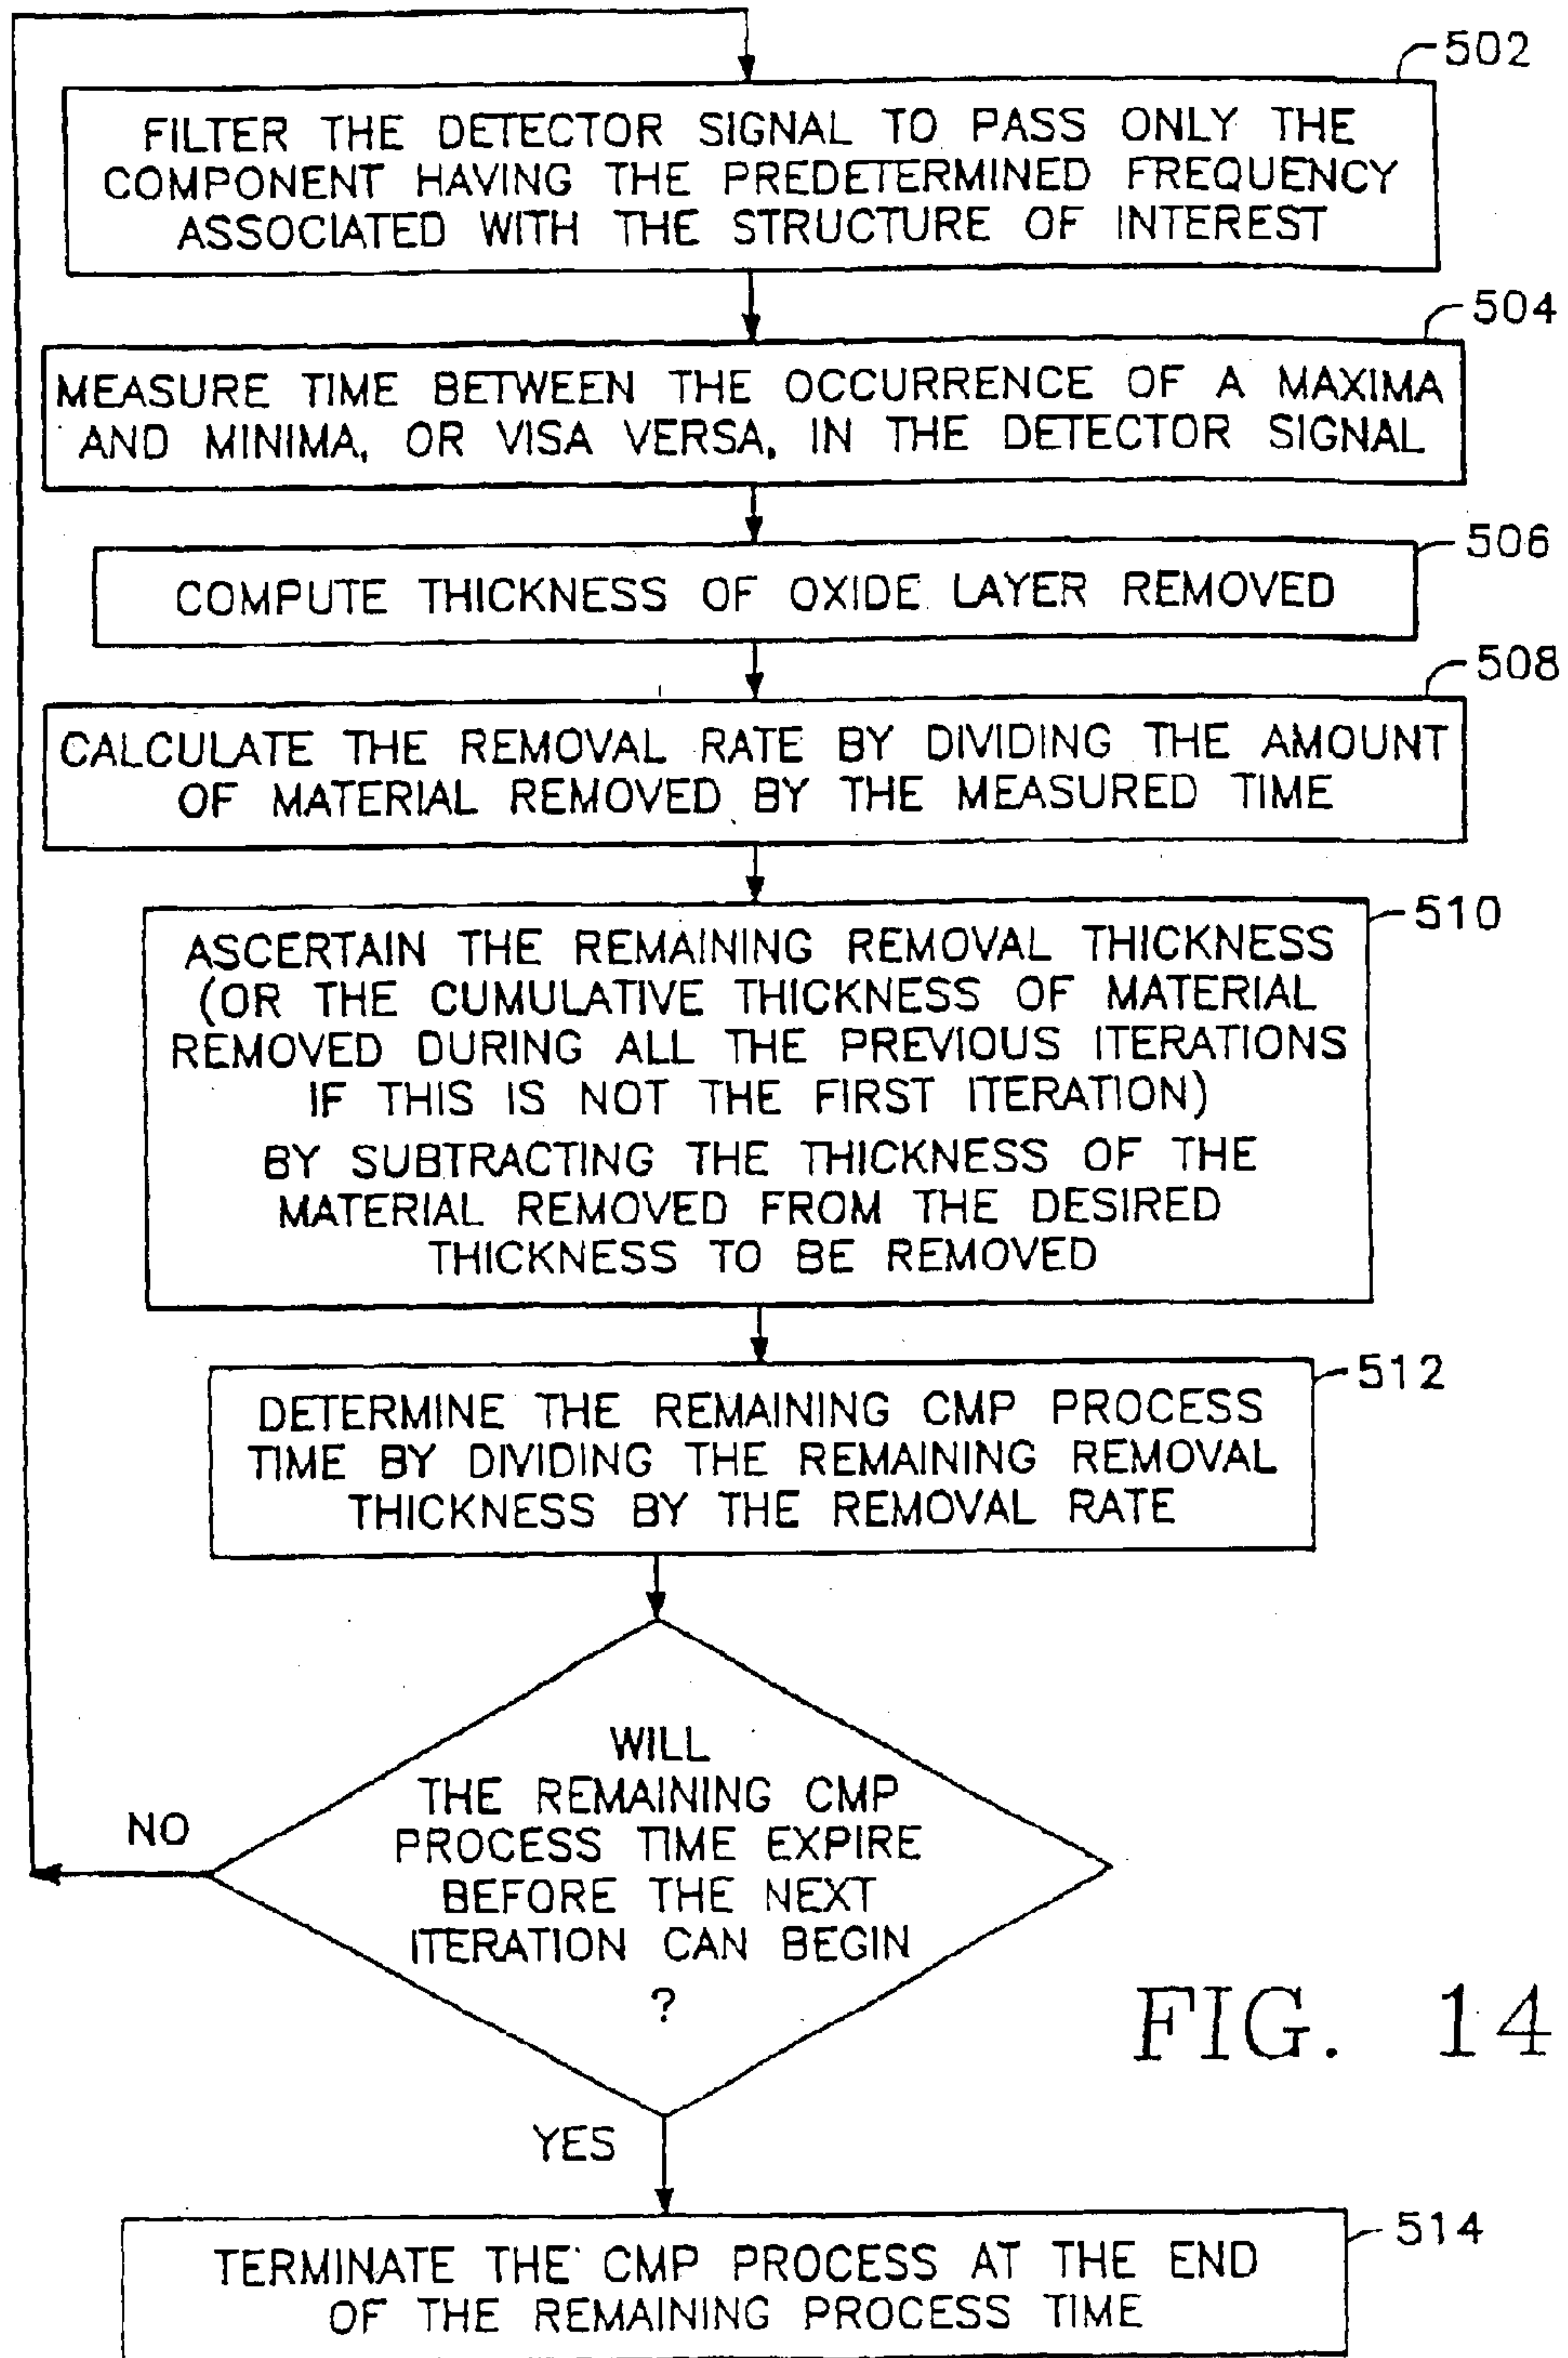 502
FILTER THE DETECTOR SIGNAL TO PASS ONLY THE
COMPONENT HAVING THE PREDETERMINED FREQUENCY
ASSOCIATED WITH THE STRUCTURE OF INTEREST
504
MEASURE TIME BETWEEN THE OCCURRENCE OF A MAXIMA
AND MINIMA, OR VISA VERSA, IN THE DETECTOR SIGNAL
506
COMPUTE THICKNESS OF OXIDE LAYER REMOVED
508
CALCULATE THE REMOVAL RATE BY DIVIDING THE AMOUNT
OF MATERIAL REMOVED BY THE MEASURED TIME
510
ASCERTAIN THE REMAINING REMOVAL THICKNESS
(OR THE CUMULATIVE THICKNESS OF MATERIAL
REMOVED DURING ALL THE PREVIOUS ITERATIONS
IF THIS IS NOT THE FIRST ITERATION)
BY SUBTRACTING THE THICKNESS OF THE
MATERIAL REMOVED FROM THE DESIRED
THICKNESS TO BE REMOVED
512
DETERMINE THE REMAINING CMP PROCESS
TIME BY DIVIDING THE REMAINING REMOVAL
THICKNESS BY THE REMOVAL RATE
WILL
THE REMAINING CMP
PROCESS TIME EXPIRE
BEFORE THE NEXT
ITERATION CAN BEGIN
?
NO
YES
FIG. 14
514
TERMINATE THE CMP PROCESS AT THE END
OF THE REMAINING PROCESS TIME